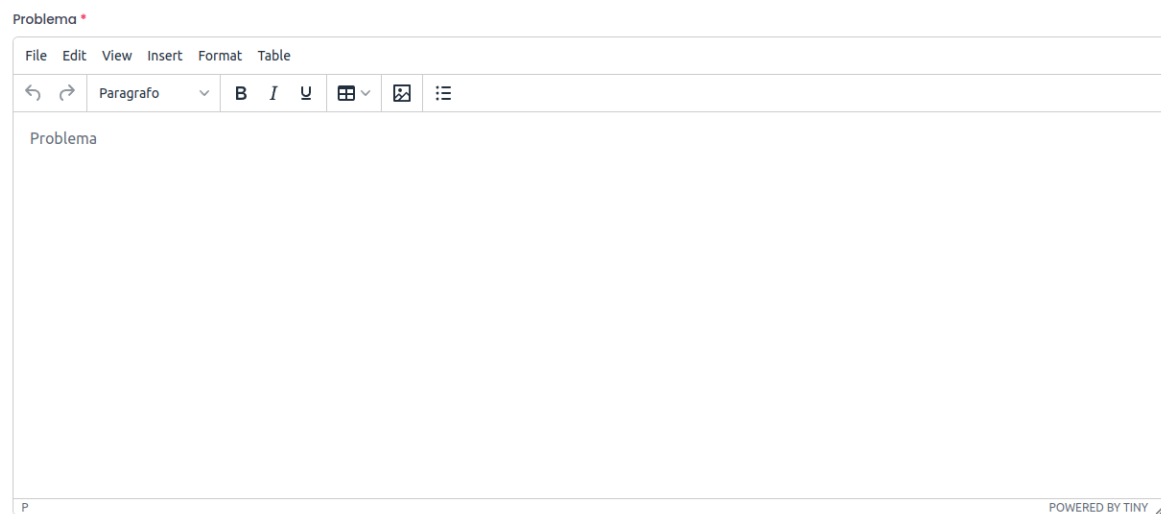 Problema *
File Edit View Insert Format Table
Paragrafo B I U
Problema
P POWERED BY TINY